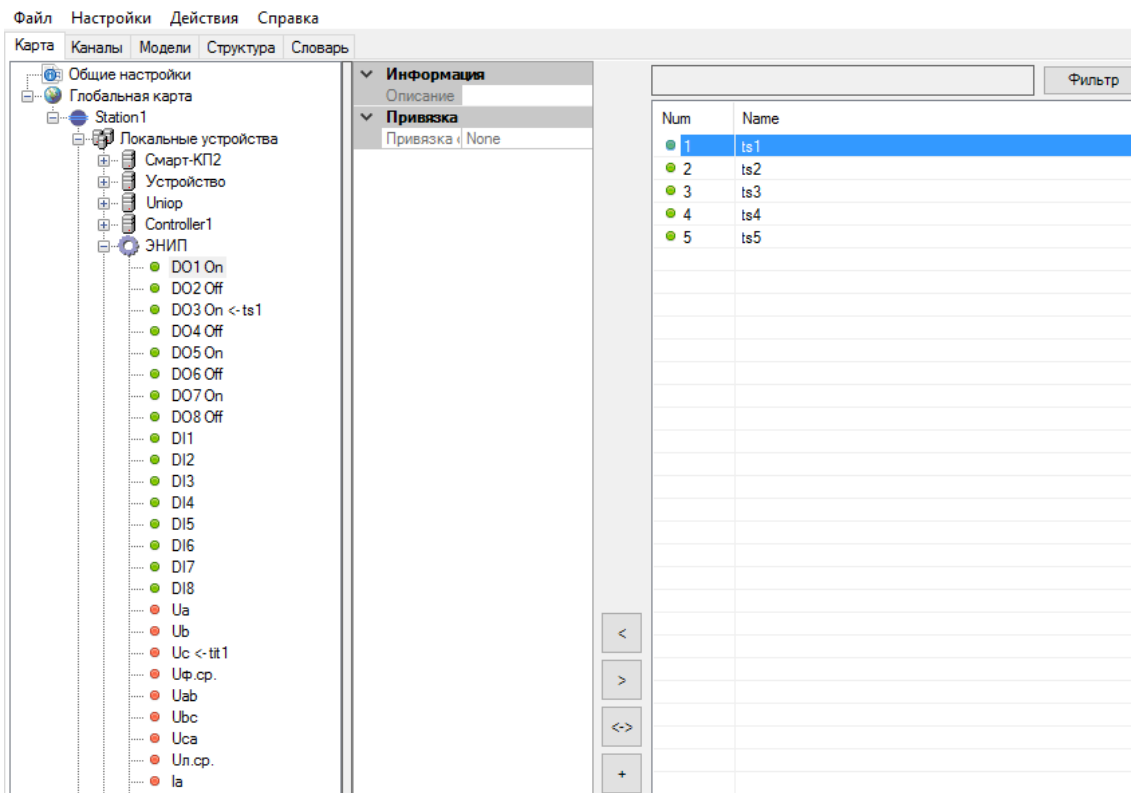 Файл Настройки Действия Справка
Карта Каналы Модели Структура Словарь
Общие настройки
Глобальная карта
Station1
Локальные устройства
Смарт-КП2
Устройство
Uniop
Controller1
ЭНИП
DO1 On
DO2 Off
DO3 On <-ts1
DO4 Off
DO5 On
DO6 Off
DO7 On
DO8 Off
DI1
DI2
DI3
DI4
DI5
DI6
DI7
DI8
Ua
Ub
Uc <-tit1
Uф.ср.
Uab
Ubc
Uca
Uл.ср.
Ia
Информация
Описание
Привязка
Привязка None
<
>
<->
+
Фильтр
Num Name
1 ts1
2 ts2
3 ts3
4 ts4
5 ts5